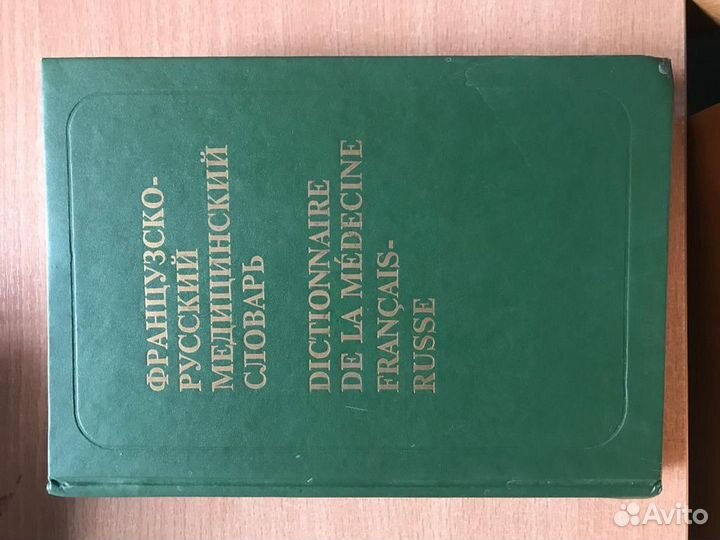 ФРАНЦУЗСКО-
РУССКИЙ
МЕДИЦИНСКИЙ
СЛОВАРЬ
DICTIONNAIRE
DE LA MÉDECINE
FRANÇAIS-
RUSSE
Avito